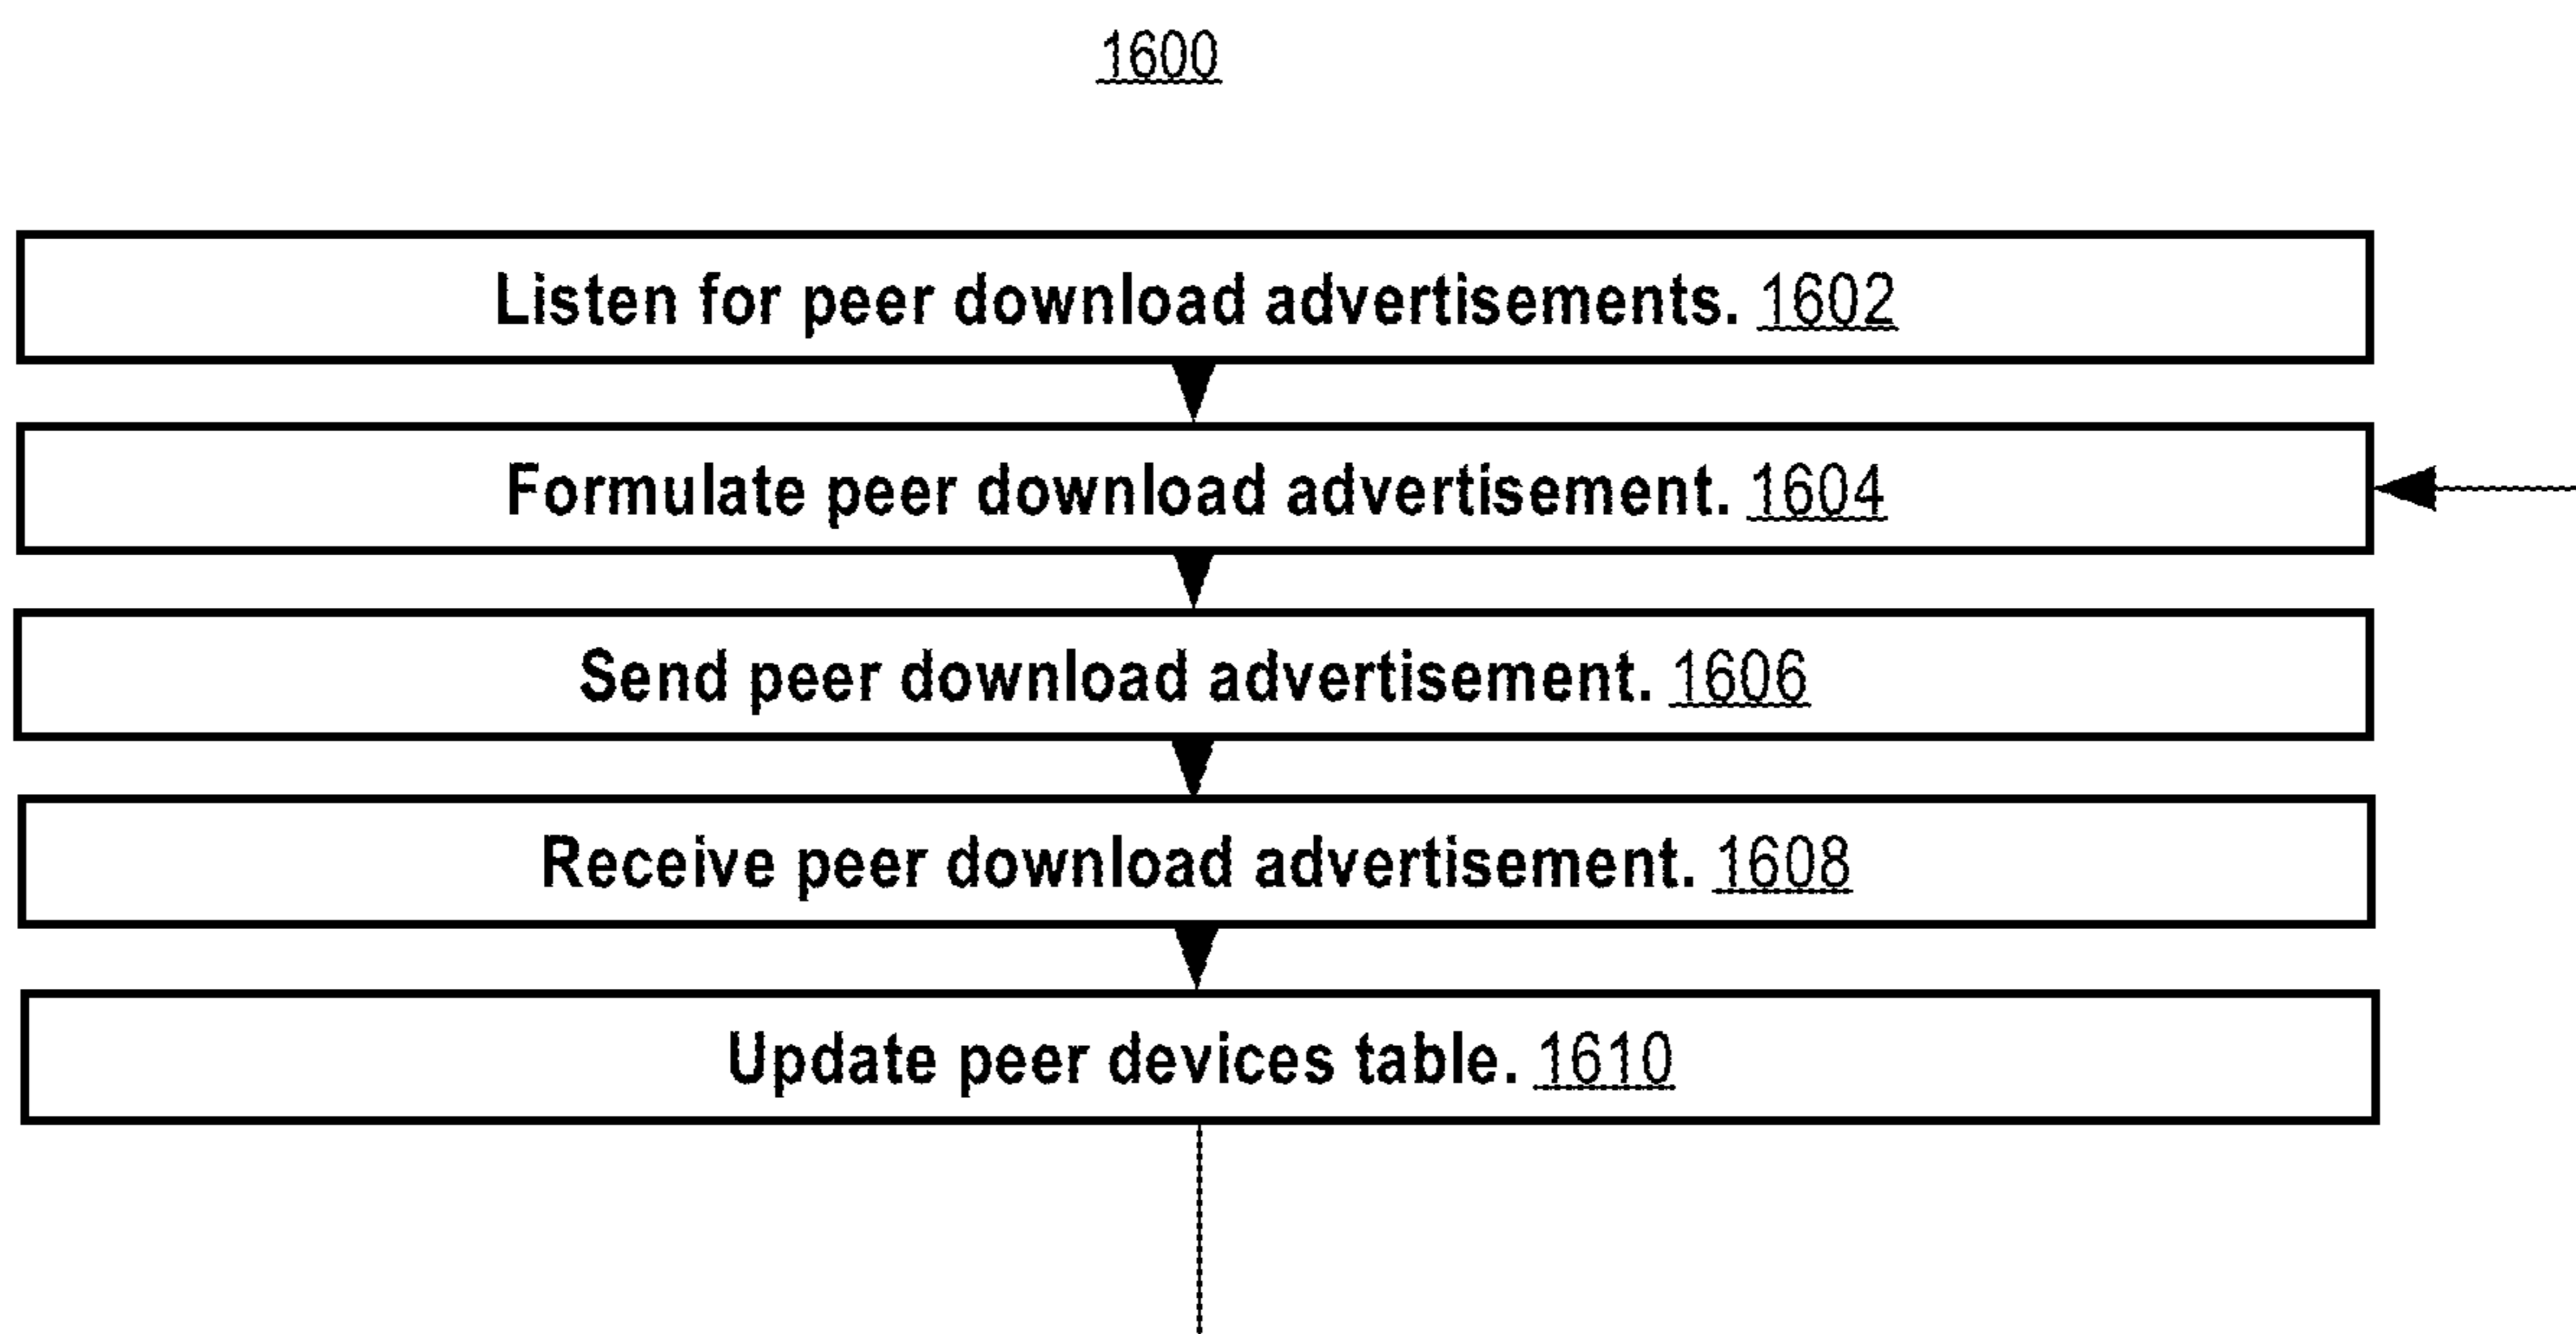 1600
Listen for peer download advertisements. 1602
Formulate peer download advertisement. 1604
Send peer download advertisement. 1606
Receive peer download advertisement. 1608
Update peer devices table. 1610